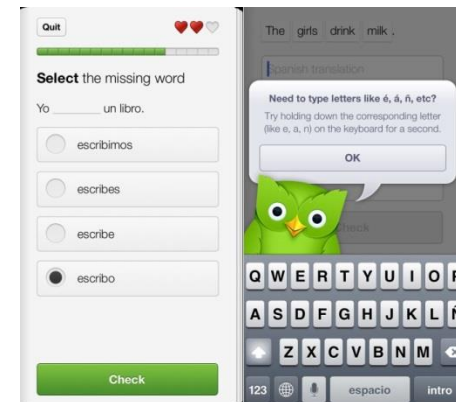 Quit
Select the missing word
Yo ______ un libro.
escribimos
escribes
escribe
escribo
Check
The girls drink milk .
Spanish translation
Need to type letters like é, á, ñ, etc?
Try holding down the corresponding letter
(like e, a, n) on the keyboard for a second.
OK
Check
Q W E R T Y U I O P
A S D F G H J K L Ñ
Z X C V B N M
123 espacio intro